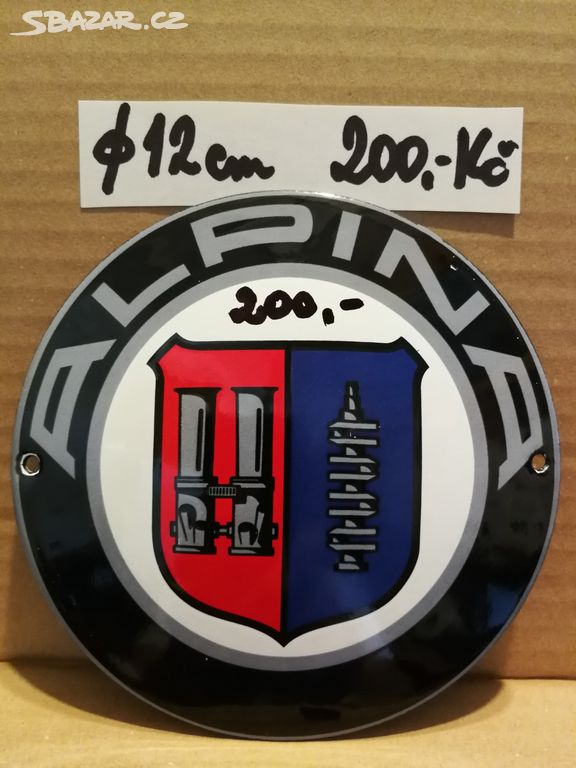 SBAZAR.CZ
φ12cm 200,-Kč
ALPINA
200,-